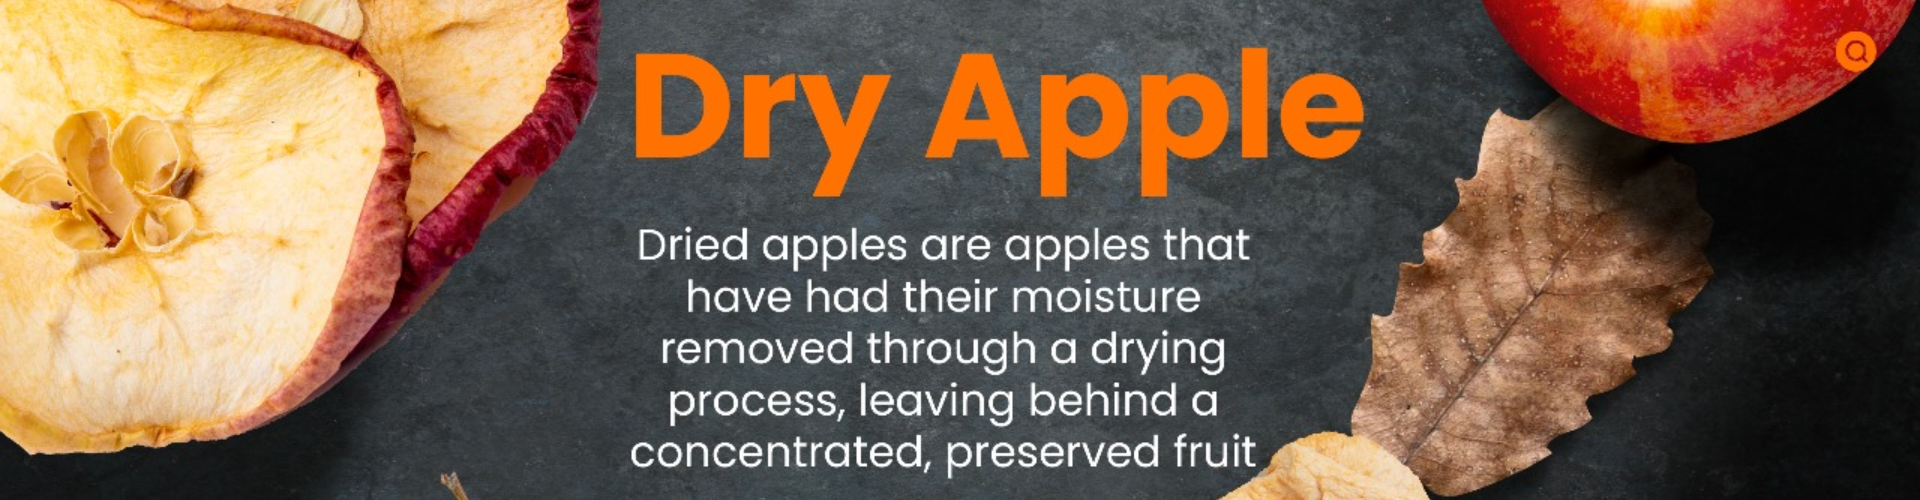 Dry Apple
Dried apples are apples that
have had their moisture
removed through a drying
process, leaving behind a
concentrated, preserved fruit